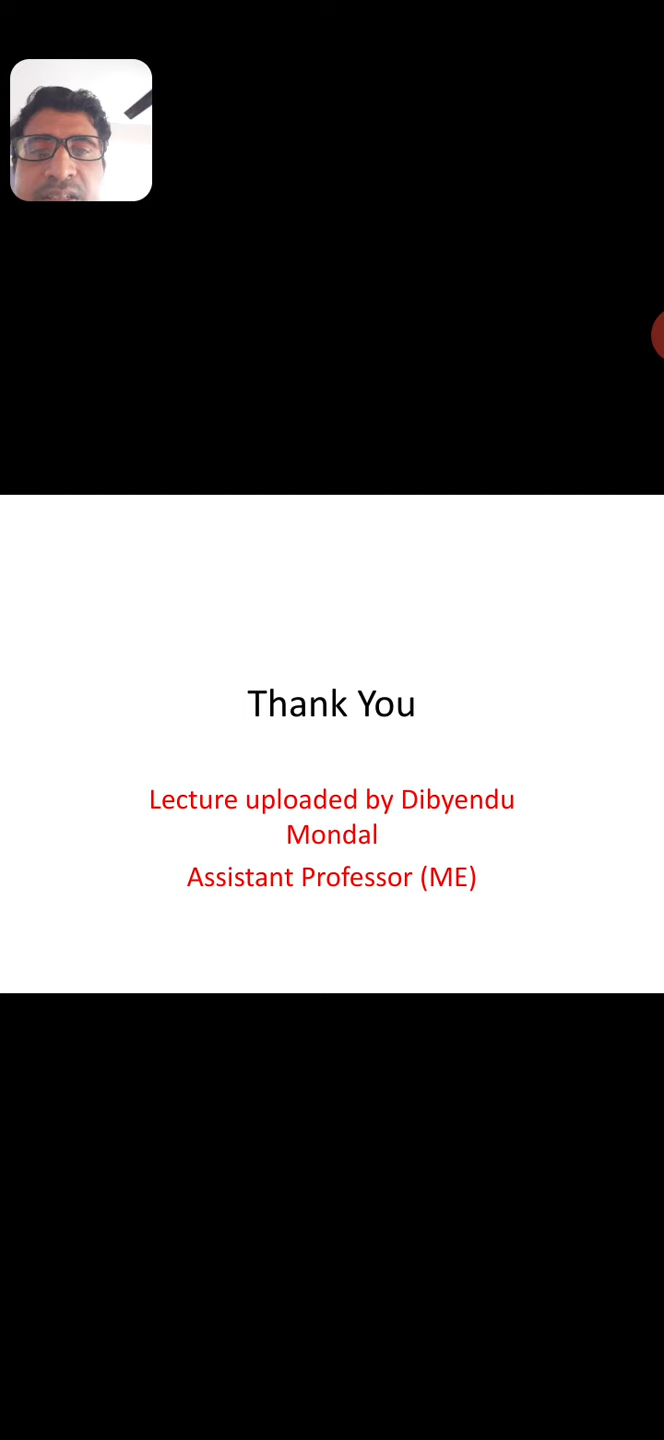 Thank You
Lecture uploaded by Dibyendu
Mondal
Assistant Professor (ME)